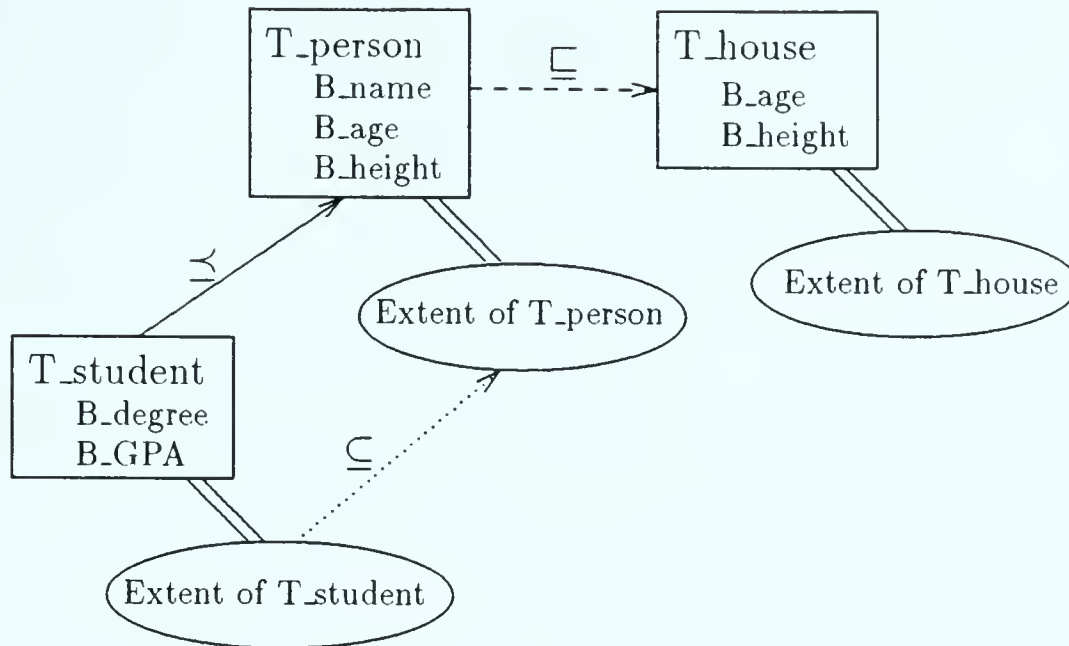 T_person
B_name
B_age
B_height
⊑
T_house
B_age
B_height
⪯
Extent of T_person
Extent of T_house
T_student
B_degree
B_GPA
⊆
Extent of T_student